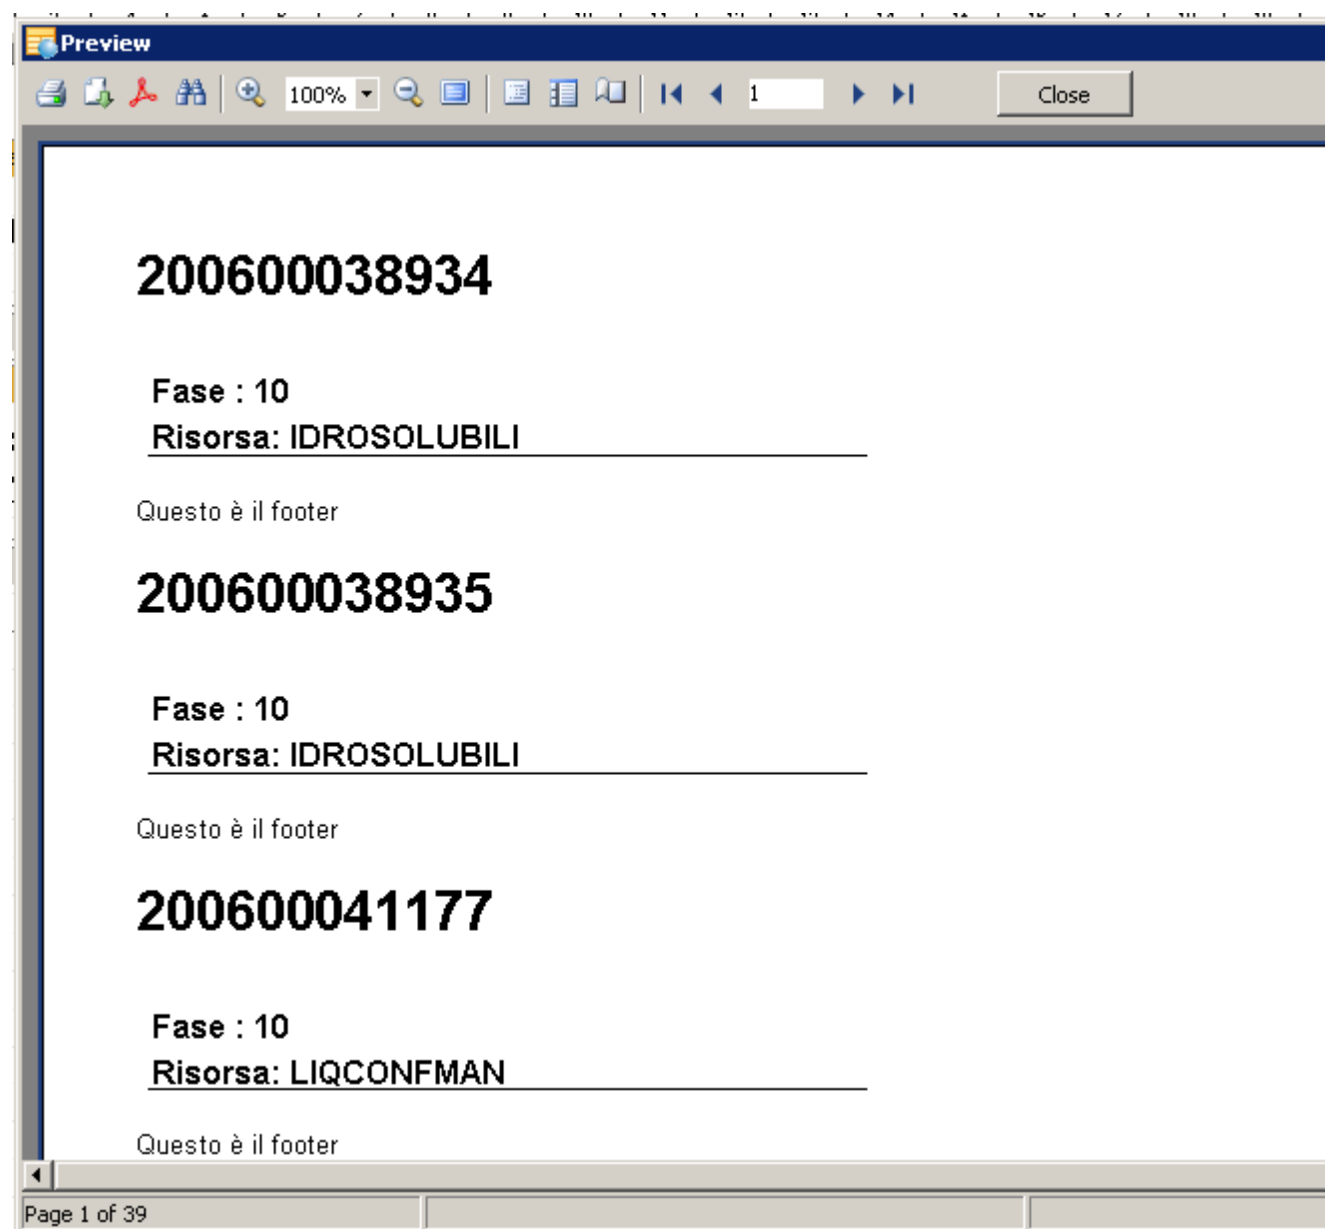 Preview
100% 1 Close
200600038934
Fase : 10
Risorsa: IDROSOLUBILI
Questo è il footer
200600038935
Fase : 10
Risorsa: IDROSOLUBILI
Questo è il footer
200600041177
Fase : 10
Risorsa: LIQCONFMAN
Questo è il footer
Page 1 of 39